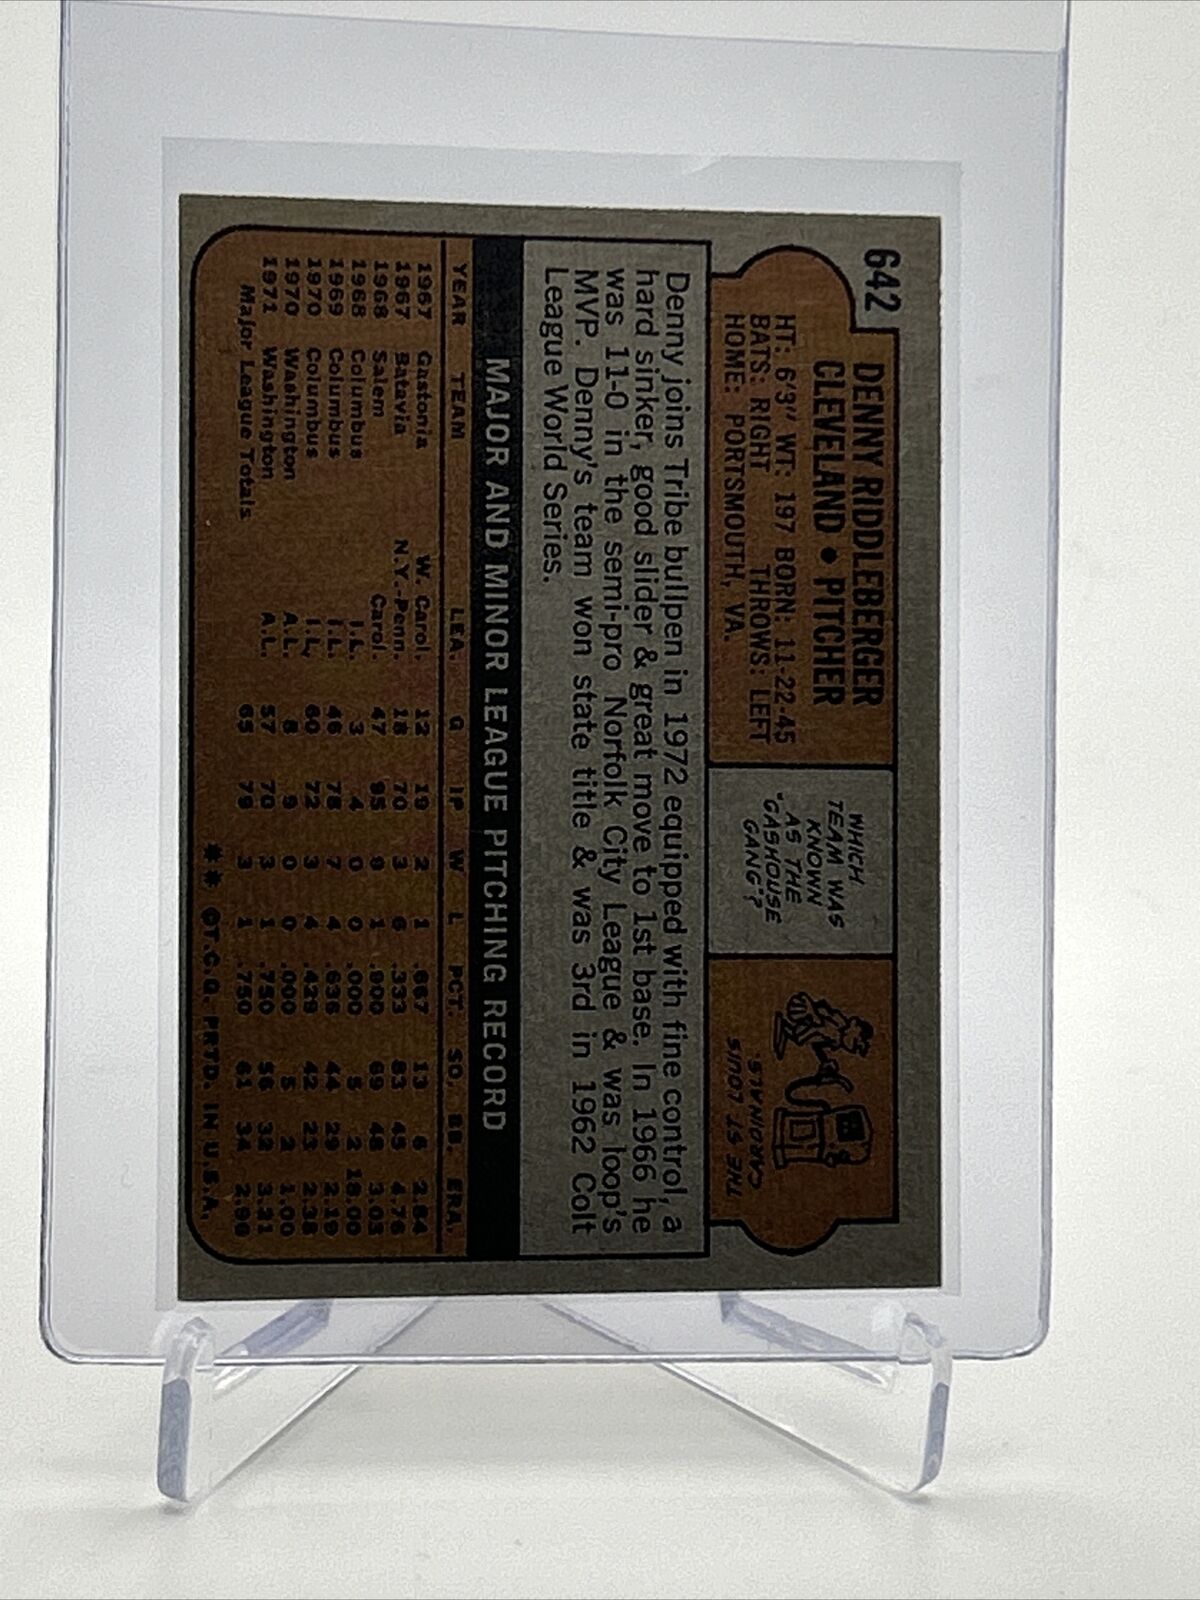 642
DENNY RIDDLEBERGER
CLEVELAND • PITCHER
HT: 6'3" WT: 197 BORN: 11-22-45
BATS: RIGHT THROWS: LEFT
HOME: PORTSMOUTH, VA.
WHICH
TEAM WAS
KNOWN
AS THE
"GASHOUSE
GANG"?
THE ST LOUIS
CARDINALS.
Denny joins Tribe bullpen in 1972 equipped with fine control, a
hard sinker, good slider & great move to 1st base. In 1966 he
was 11-0 in the semi-pro Norfolk City League & was loop's
MVP. Denny's team won state title & was 3rd in 1962 Colt
League World Series.
MAJOR AND MINOR LEAGUE PITCHING RECORD
YEAR TEAM LEA. G IP W L PCT. SO. BB. ERA.
1967 Gastonia W. Carol. 12 19 2 1 .667 13 6 2.84
1967 Batavia N.Y.-Penn. 18 70 3 6 .333 83 45 4.76
1968 Salem Carol. 47 95 9 1 .900 69 48 3.03
1968 Columbus I.L. 3 4 0 0 .000 5 2 18.00
1969 Columbus I.L. 46 78 7 4 .636 44 29 2.19
1970 Columbus I.L. 60 72 3 4 .429 42 23 2.38
1970 Washington A.L. 8 9 0 0 .000 5 2 1.00
1971 Washington A.L. 57 70 3 1 .750 56 32 3.21
Major League Totals 65 79 3 1 .750 61 34 2.96
** ©T.C.G. PRTD. IN U.S.A.